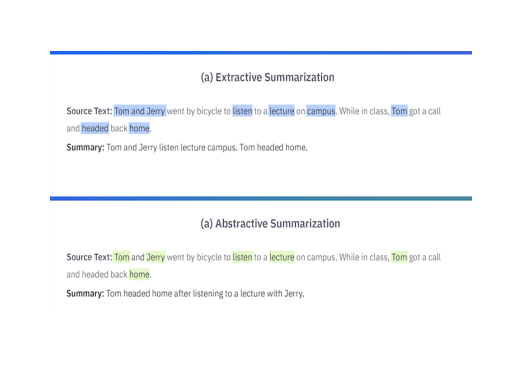 (a) Extractive Summarization
Source Text: Tom and Jerry went by bicycle to listen to a lecture on campus. While in class, Tom got a call
and headed back home.
Summary: Tom and Jerry listen lecture campus. Tom headed home.
(a) Abstractive Summarization
Source Text: Tom and Jerry went by bicycle to listen to a lecture on campus. While in class, Tom got a call
and headed back home.
Summary: Tom headed home after listening to a lecture with Jerry.